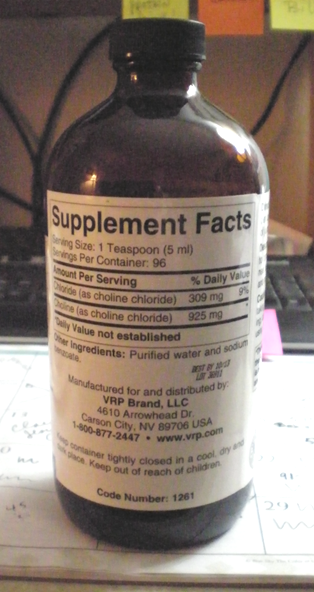 Supplement Facts
Serving Size: 1 Teaspoon (5 ml)
Servings Per Container: 96
Amount Per Serving % Daily Value
Chloride (as choline chloride) 309 mg 9%
Choline (as choline chloride) 925 mg
Daily Value not established
Other Ingredients: Purified water and sodium
BEST BY 10/13
Manufactured for and distributed by:
VRP Brand, LLC
4610 Arrowhead Dr.
Carson City, NV 89706 USA
1-800-877-2447 • www.vrp.com
container tightly closed in a cool, dry and
place. Keep out of reach of children.
Code Number: 1261